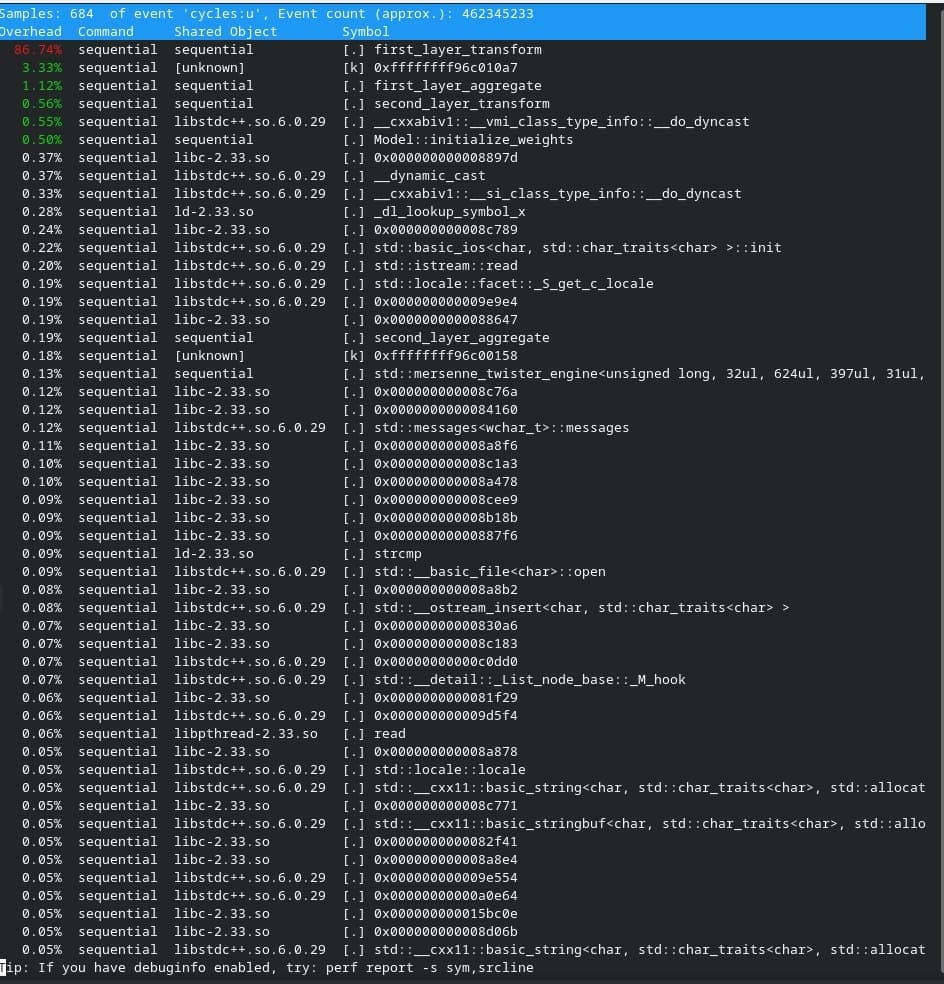 Samples: 684  of event 'cycles:u', Event count (approx.): 462345233
Overhead  Command     Shared Object        Symbol
86.74%  sequential  sequential           [.] first_layer_transform
3.33%  sequential  [unknown]            [k] 0xffffffff96c010a7
1.12%  sequential  sequential           [.] first_layer_aggregate
0.56%  sequential  sequential           [.] second_layer_transform
0.55%  sequential  libstdc++.so.6.0.29  [.] __cxxabiv1::__vmi_class_type_info::__do_dyncast
0.50%  sequential  sequential           [.] Model::initialize_weights
0.37%  sequential  libc-2.33.so         [.] 0x000000000008897d
0.37%  sequential  libstdc++.so.6.0.29  [.] __dynamic_cast
0.33%  sequential  libstdc++.so.6.0.29  [.] __cxxabiv1::__si_class_type_info::__do_dyncast
0.28%  sequential  ld-2.33.so           [.] _dl_lookup_symbol_x
0.24%  sequential  libc-2.33.so         [.] 0x000000000008c789
0.22%  sequential  libstdc++.so.6.0.29  [.] std::basic_ios<char, std::char_traits<char> >::init
0.20%  sequential  libstdc++.so.6.0.29  [.] std::istream::read
0.19%  sequential  libstdc++.so.6.0.29  [.] std::locale::facet::_S_get_c_locale
0.19%  sequential  libstdc++.so.6.0.29  [.] 0x000000000009e9e4
0.19%  sequential  libc-2.33.so         [.] 0x0000000000088647
0.19%  sequential  sequential           [.] second_layer_aggregate
0.18%  sequential  [unknown]            [k] 0xffffffff96c00158
0.13%  sequential  sequential           [.] std::mersenne_twister_engine<unsigned long, 32ul, 624ul, 397ul, 31ul,
0.12%  sequential  libc-2.33.so         [.] 0x000000000008c76a
0.12%  sequential  libc-2.33.so         [.] 0x0000000000084160
0.12%  sequential  libstdc++.so.6.0.29  [.] std::messages<wchar_t>::messages
0.11%  sequential  libc-2.33.so         [.] 0x000000000008a8f6
0.10%  sequential  libc-2.33.so         [.] 0x000000000008c1a3
0.10%  sequential  libc-2.33.so         [.] 0x000000000008a478
0.09%  sequential  libc-2.33.so         [.] 0x000000000008cee9
0.09%  sequential  libc-2.33.so         [.] 0x000000000008b18b
0.09%  sequential  libc-2.33.so         [.] 0x00000000000887f6
0.09%  sequential  ld-2.33.so           [.] strcmp
0.09%  sequential  libstdc++.so.6.0.29  [.] std::__basic_file<char>::open
0.08%  sequential  libc-2.33.so         [.] 0x000000000008a8b2
0.08%  sequential  libstdc++.so.6.0.29  [.] std::__ostream_insert<char, std::char_traits<char> >
0.07%  sequential  libc-2.33.so         [.] 0x00000000000830a6
0.07%  sequential  libc-2.33.so         [.] 0x000000000008c183
0.07%  sequential  libstdc++.so.6.0.29  [.] 0x00000000000c0dd0
0.07%  sequential  libstdc++.so.6.0.29  [.] std::__detail::_List_node_base::_M_hook
0.06%  sequential  libc-2.33.so         [.] 0x0000000000081f29
0.06%  sequential  libstdc++.so.6.0.29  [.] 0x000000000009d5f4
0.06%  sequential  libpthread-2.33.so   [.] read
0.05%  sequential  libc-2.33.so         [.] 0x000000000008a878
0.05%  sequential  libstdc++.so.6.0.29  [.] std::locale::locale
0.05%  sequential  libstdc++.so.6.0.29  [.] std::__cxx11::basic_string<char, std::char_traits<char>, std::allocat
0.05%  sequential  libc-2.33.so         [.] 0x000000000008c771
0.05%  sequential  libstdc++.so.6.0.29  [.] std::__cxx11::basic_stringbuf<char, std::char_traits<char>, std::allo
0.05%  sequential  libc-2.33.so         [.] 0x0000000000082f41
0.05%  sequential  libc-2.33.so         [.] 0x000000000008a8e4
0.05%  sequential  libstdc++.so.6.0.29  [.] 0x000000000009e554
0.05%  sequential  libstdc++.so.6.0.29  [.] 0x00000000000a0e64
0.05%  sequential  libc-2.33.so         [.] 0x000000000015bc0e
0.05%  sequential  libc-2.33.so         [.] 0x000000000008d06b
0.05%  sequential  libstdc++.so.6.0.29  [.] std::__cxx11::basic_string<char, std::char_traits<char>, std::allocat
Tip: If you have debuginfo enabled, try: perf report -s sym,srcline